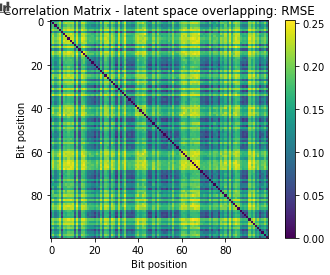 Correlation Matrix - latent space overlapping: RMSE
0
20
40
60
80
Bit position
0 20 40 60 80
Bit position
0.25
0.20
0.15
0.10
0.05
0.00